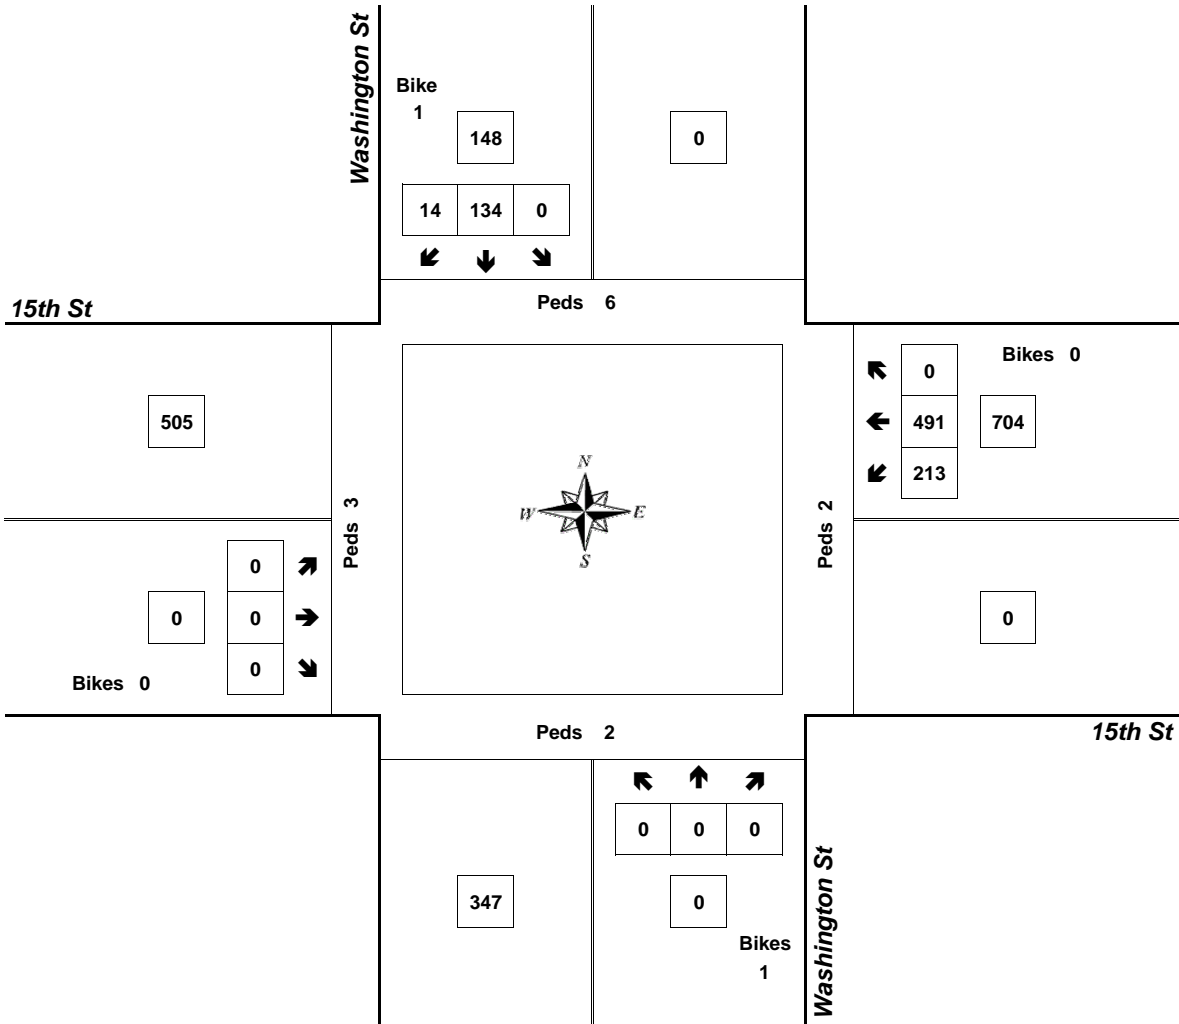 Washington St
Bike
1
148
0
14 134 0
Peds 6
15th St
Bikes 0
0
505
491 704
213
N
W E
S
Peds 3
Peds 2
0
0 0
0
0
Bikes 0
Peds 2
15th St
0 0 0
347
0
Bikes
1
Washington St